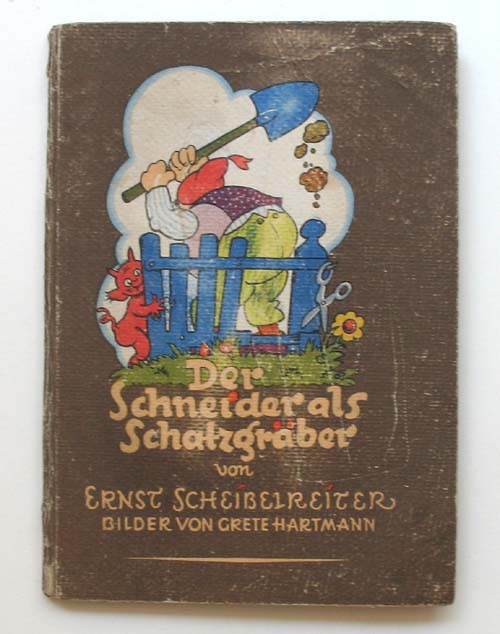 Der
Schneider als
Schatzgräber
von
ERNST SCHEIBELREITER
BILDER VON GRETE HARTMANN